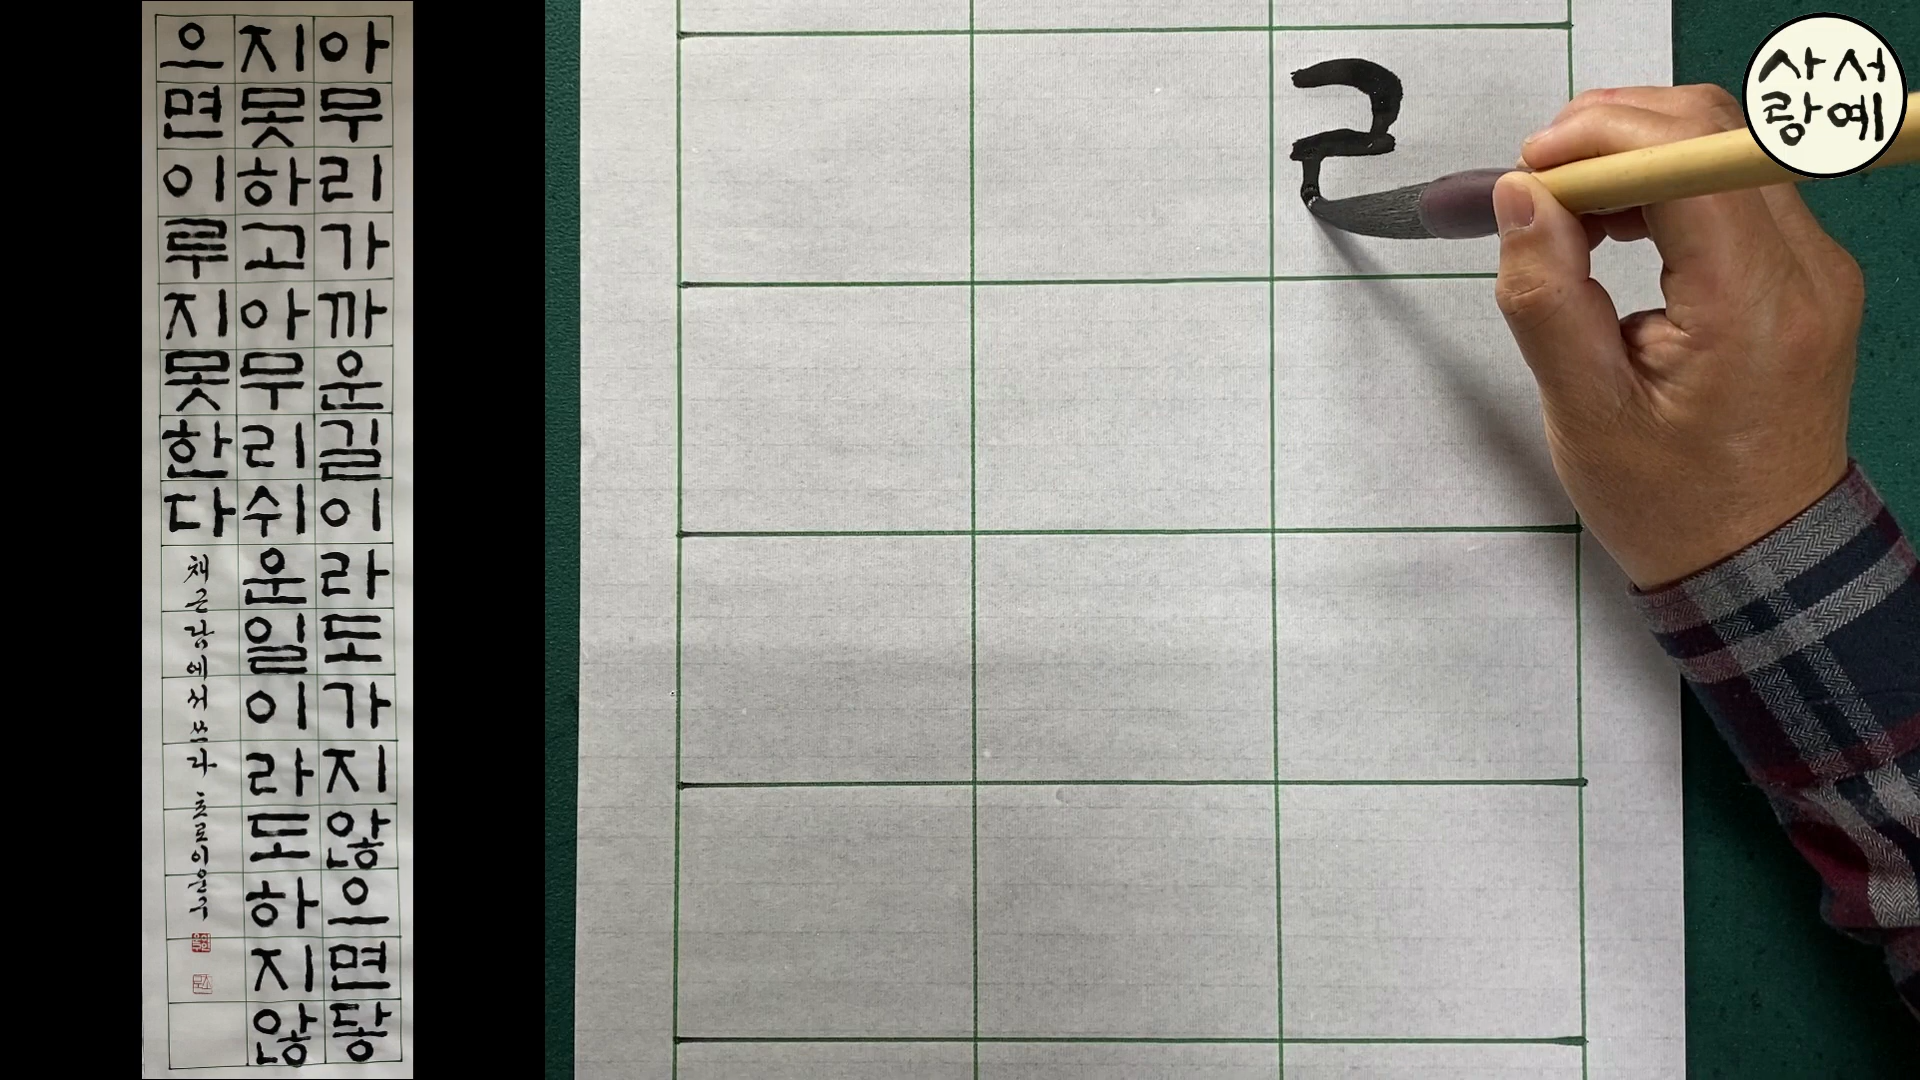 아무리가까운길이라도가지않으면닿
지못하고아무리쉬운일이라도하지않
으면이루지못한다
채근담에서쓰다
서예
사랑